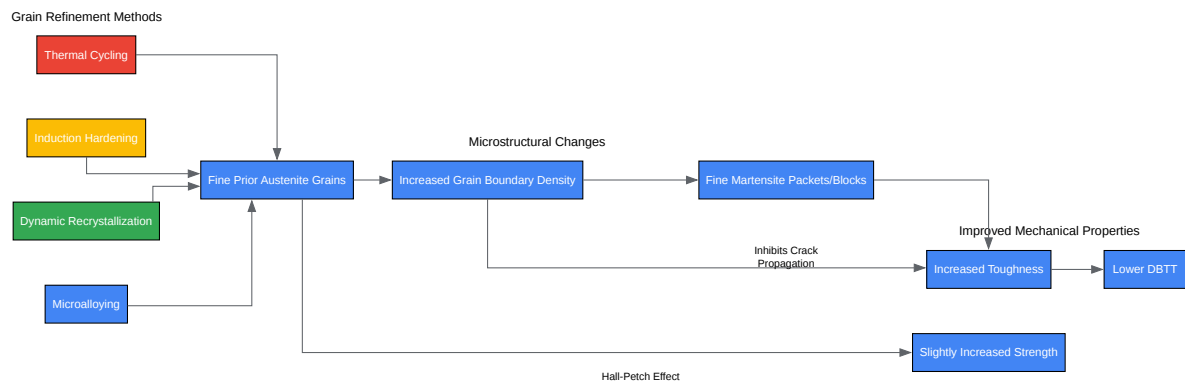 Grain Refinement Methods
Thermal Cycling
Induction Hardening
Dynamic Recrystallization
Microalloying
Fine Prior Austenite Grains
Microstructural Changes
Increased Grain Boundary Density
Fine Martensite Packets/Blocks
Inhibits Crack
Propagation
Improved Mechanical Properties
Increased Toughness
Lower DBTT
Slightly Increased Strength
Hall-Petch Effect